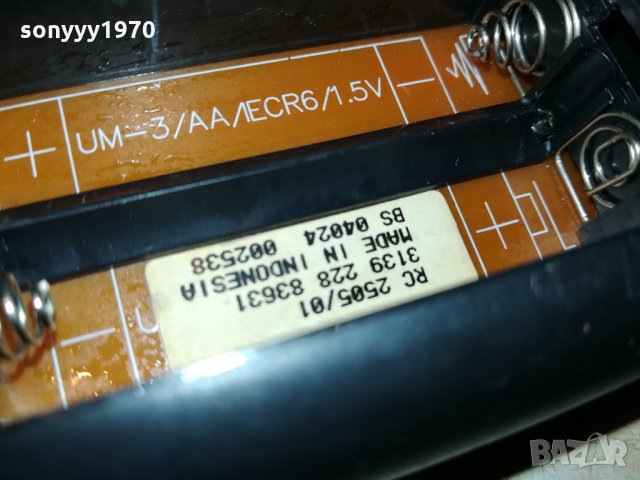 sonyyy1970
+ UM-3/AA/IECR6/1.5V -
RC 2505/01
3139 228 83631
MADE IN INDONESIA
BS 04024 002538
+
-
BAZAR